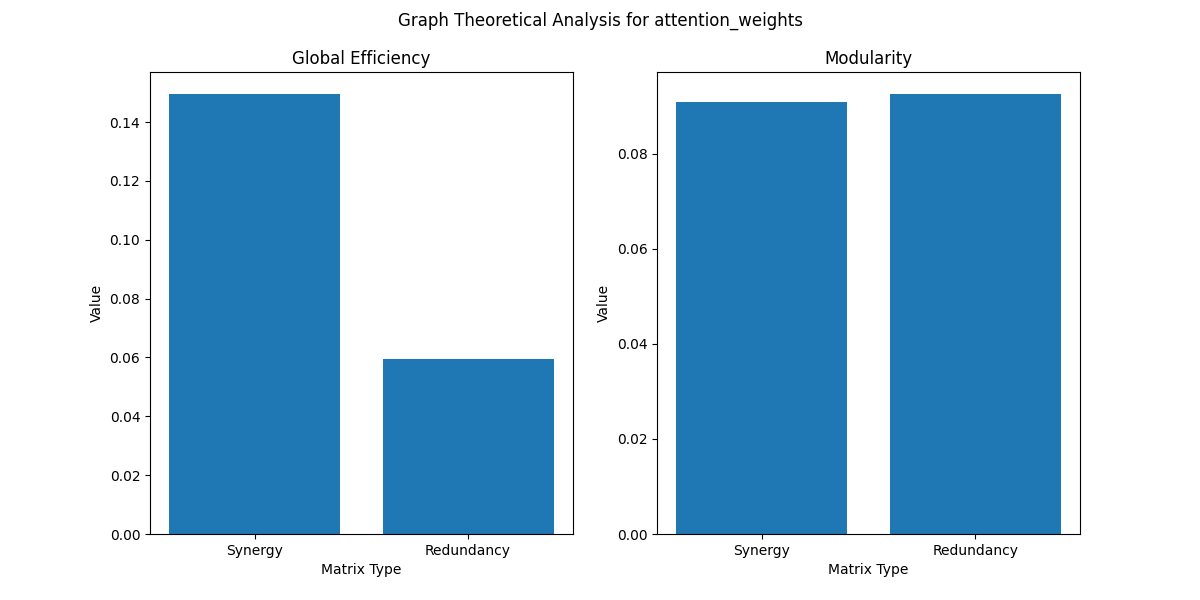 Graph Theoretical Analysis for attention_weights
Global Efficiency
0.14
0.12
0.10
0.08
0.06
0.04
0.02
0.00
Value
Synergy Redundancy
Matrix Type
Modularity
0.08
0.06
0.04
0.02
0.00
Value
Synergy Redundancy
Matrix Type